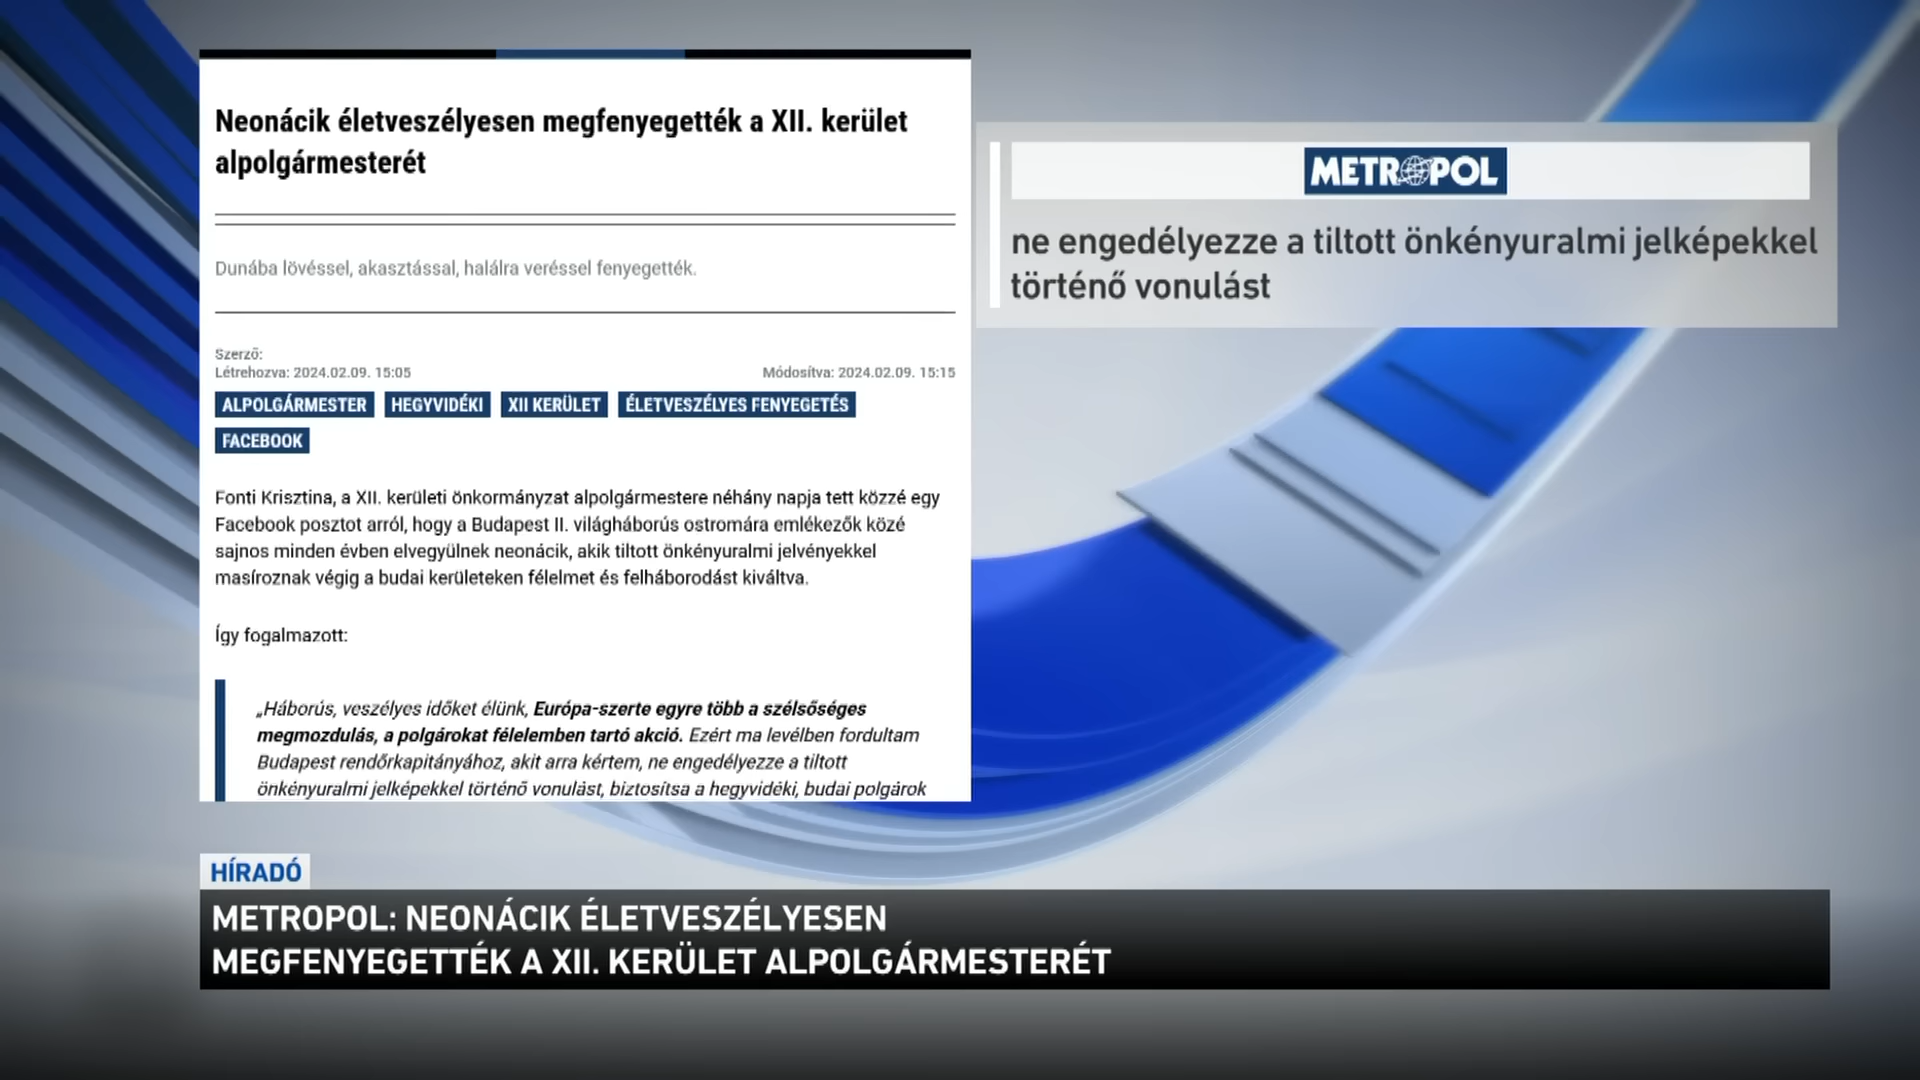 Neonácik életveszélyesen megfenyegették a XII. kerület
alpolgármesterét
Dunába lövéssel, akasztással, halálra veréssel fenyegették.
Szerző:
Létrehozva: 2024.02.09. 15:05
Módosítva: 2024.02.09. 15:15
ALPOLGÁRMESTER HEGYVIDÉKI XII KERÜLET ÉLETVESZÉLYES FENYEGETÉS
FACEBOOK
Fonti Krisztina, a XII. kerületi önkormányzat alpolgármestere néhány napja tett közzé egy
Facebook posztot arról, hogy a Budapest II. világháborús ostromára emlékezők közé
sajnos minden évben elvegyülnek neonácik, akik tiltott önkényuralmi jelvényekkel
masíroznak végig a budai kerületeken félelmet és felháborodást kiváltva.
Így fogalmazott:
„Háborús, veszélyes időket élünk, Európa-szerte egyre több a szélsőséges
megmozdulás, a polgárokat félelemben tartó akció. Ezért ma levélben fordultam
Budapest rendőrkapitányához, akit arra kértem, ne engedélyezze a tiltott
önkényuralmi jelképekkel történő vonulást, biztosítsa a hegyvidéki, budai polgárok
METROPOL
ne engedélyezze a tiltott önkényuralmi jelképekkel
történő vonulást
HÍRADÓ
METROPOL: NEONÁCIK ÉLETVESZÉLYESEN
MEGFENYEGETTÉK A XII. KERÜLET ALPOLGÁRMESTERÉT